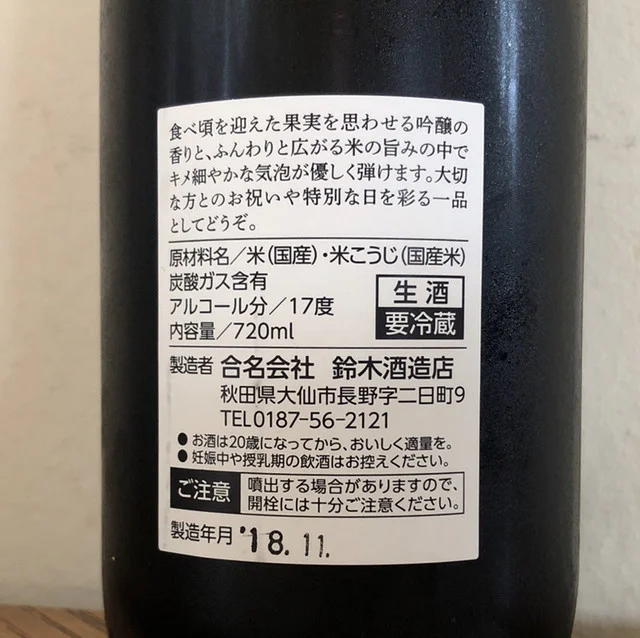 食べ頃を迎えた果実を思わせる吟醸の
香りと、ふんわりと広がる米の旨みの中で
キメ細やかな気泡が優しく弾けます。大切
な方とのお祝いや特別な日を彩る一品
としてどうぞ。
原材料名／米(国産)・米こうじ(国産米)
炭酸ガス含有
アルコール分／17度
内容量／720ml
生酒
要冷蔵
製造者 合名会社 鈴木酒造店
秋田県大仙市長野字二日町9
TEL0187-56-2121
●お酒は20歳になってから、おいしく適量を。
●妊娠中や授乳期の飲酒はお控えください。
ご注意
噴出する場合がありますので、
開栓には十分ご注意ください。
製造年月 '18.11.